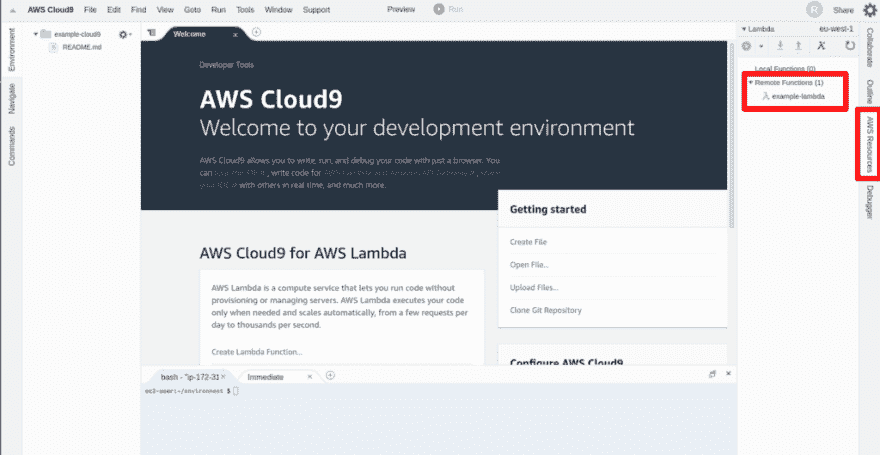 AWS Cloud9 File Edit Find View Goto Run Tools Window Support Preview Run R Share
Environment
Navigate
Commands
example-cloud9
README.md
Welcome
Developer Tools
AWS Cloud9
Welcome to your development environment
AWS Cloud9 allows you to write, run, and debug your code with just a browser. You
can , write code for
with others in real time, and much more.
Getting started
Create File
Open File...
Upload Files...
Clone Git Repository
Configure AWS Cloud9
AWS Cloud9 for AWS Lambda
AWS Lambda is a compute service that lets you run code without
provisioning or managing servers. AWS Lambda executes your code
only when needed and scales automatically, from a few requests per
day to thousands per second.
Create Lambda Function...
bash - "ip-172-31
Immediate
ec2-user:~/environment $
Lambda eu-west-1
Local Functions (0)
Remote Functions (1)
example-lambda
Collaborate
Outline
AWS Resources
Debugger